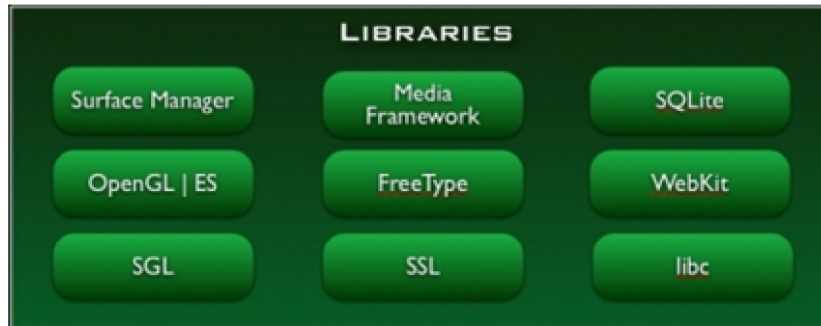 LIBRARIES
Surface Manager
Media
Framework
SQLite
OpenGL | ES
FreeType
WebKit
SGL
SSL
libc